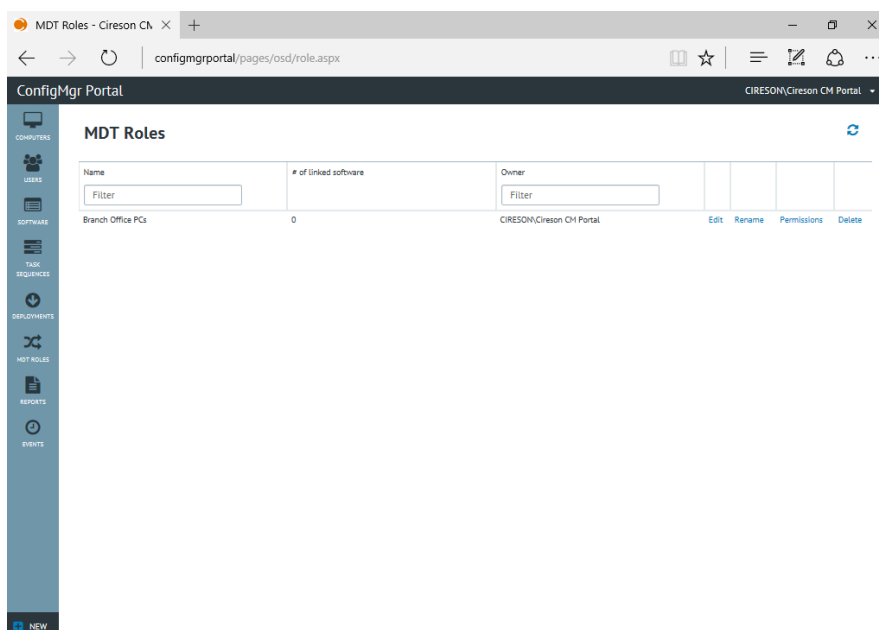 MDT Roles - Cireson CM
configmgrportal/pages/osd/role.aspx
ConfigMgr Portal
CIRESON\Cireson CM Portal
COMPUTERS
USERS
SOFTWARE
TASK
SEQUENCES
DEPLOYMENTS
MDT ROLES
REPORTS
EVENTS
NEW
MDT Roles
Name # of linked software Owner
Filter Filter
Branch Office PCs 0 CIRESON\Cireson CM Portal Edit Rename Permissions Delete